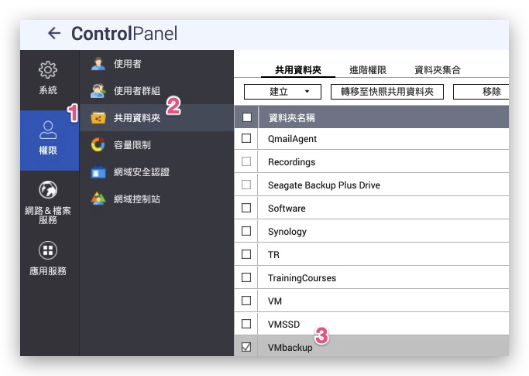 ← ControlPanel
系統
1
權限
網路 & 檔案
服務
應用服務
使用者
使用者群組
2
共用資料夾
容量限制
網域安全認證
網域控制站
共用資料夾 進階權限 資料夾集合
建立 轉移至快照共用資料夾 移除
資料夾名稱
QmailAgent
Recordings
Seagate Backup Plus Drive
Software
Synology
TR
TrainingCourses
VM
VMSSD
3
VMbackup